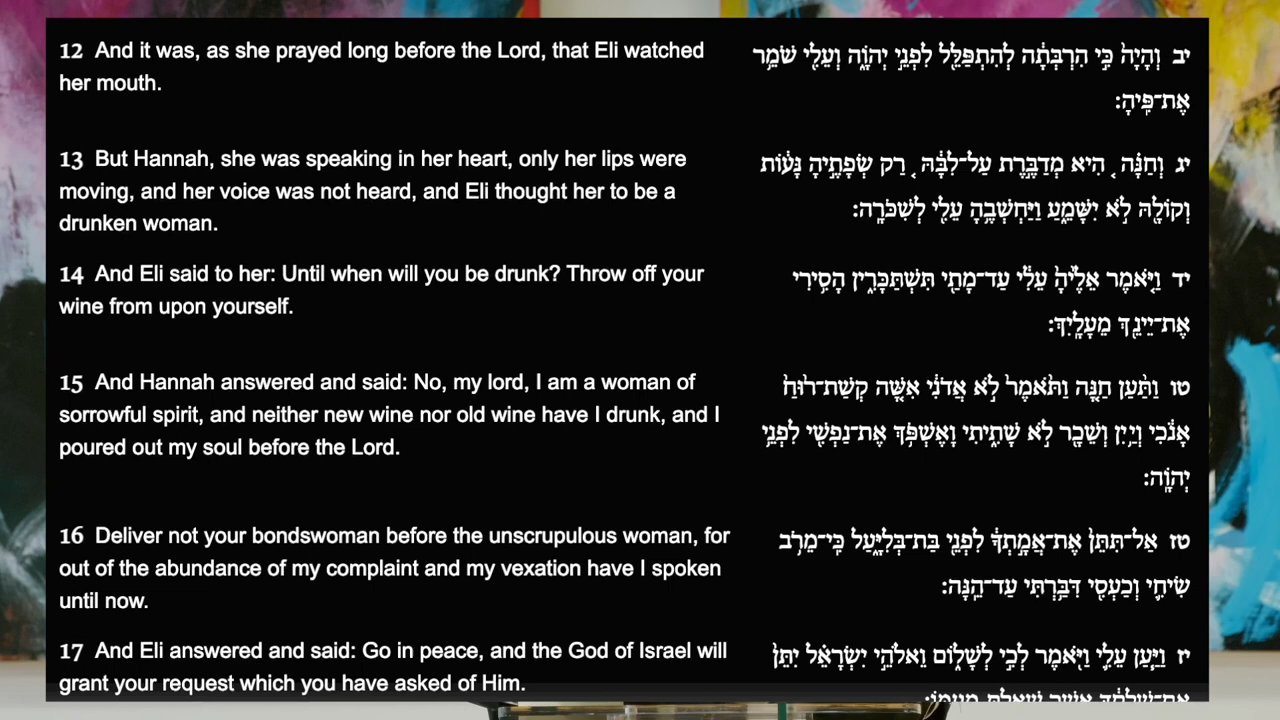 12 And it was, as she prayed long before the Lord, that Eli watched
her mouth.
יב וְהָיָה֙ כִּ֣י הִרְבְּתָ֔ה לְהִתְפַּלֵּ֖ל לִפְנֵ֣י יְהֹוָ֑ה וְעֵלִ֖י שֹׁמֵ֥ר
אֶת־פִּֽיהָ׃
13 But Hannah, she was speaking in her heart, only her lips were
moving, and her voice was not heard, and Eli thought her to be a
drunken woman.
יג וְחַנָּ֗ה הִ֚יא מְדַבֶּ֣רֶת עַל־לִבָּ֔הּ רַ֚ק שְׂפָתֶ֣יהָ נָּע֔וֹת
וְקוֹלָ֖הּ לֹ֣א יִשָּׁמֵ֑עַ וַיַּחְשְׁבֶ֥הָ עֵלִ֖י לְשִׁכֹּרָֽה׃
14 And Eli said to her: Until when will you be drunk? Throw off your
wine from upon yourself.
יד וַיֹּ֚אמֶר אֵלֶ֙יהָ֙ עֵלִ֔י עַד־מָתַ֖י תִּשְׁתַּכָּרִ֑ין הָסִ֥ירִי
אֶת־יֵינֵ֖ךְ מֵעָלָֽיִךְ׃
15 And Hannah answered and said: No, my lord, I am a woman of
sorrowful spirit, and neither new wine nor old wine have I drunk, and I
poured out my soul before the Lord.
טו וַתַּ֨עַן חַנָּ֚ה וַתֹּ֙אמֶר֙ לֹ֣א אֲדֹנִ֔י אִשָּׁ֚ה קְשַׁת־ר֙וּחַ֙
אָנֹ֔כִי וְיַ֥יִן וְשֵׁכָ֖ר לֹ֣א שָׁתִ֑יתִי וָאֶשְׁפֹּ֥ךְ אֶת־נַפְשִׁ֖י לִפְנֵ֥י
יְהֹוָֽה׃
16 Deliver not your bondswoman before the unscrupulous woman, for
out of the abundance of my complaint and my vexation have I spoken
until now.
טז אַל־תִּתֵּן֙ אֶת־אֲמָ֣תְךָ֔ לִפְנֵ֖י בַּת־בְּלִיָּ֑עַל כִּֽי־מֵרֹ֥ב
שִׂיחִ֛י וְכַעְסִ֖י דִּבַּ֥רְתִּי עַד־הֵֽנָּה׃
17 And Eli answered and said: Go in peace, and the God of Israel will
grant your request which you have asked of Him.
יז וַיַּ֧עַן עֵלִ֛י וַיֹּ֖אמֶר לְכִ֣י לְשָׁל֑וֹם וֵאלֹהֵ֣י יִשְׂרָאֵ֗ל יִתֵּן֙